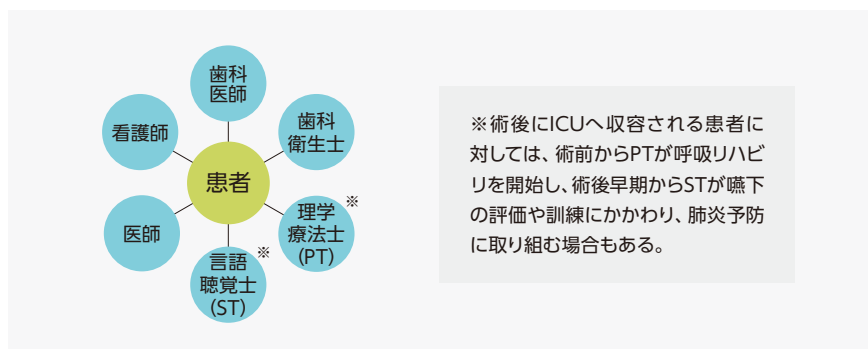 歯科
医師
看護師
歯科
衛生士
患者
医師
理学
療法士
(PT)
※
言語
聴覚士
(ST)
※
※術後にICUへ収容される患者に
対しては、術前からPTが呼吸リハビ
リを開始し、術後早期からSTが嚥下
の評価や訓練にかかわり、肺炎予防
に取り組む場合もある。